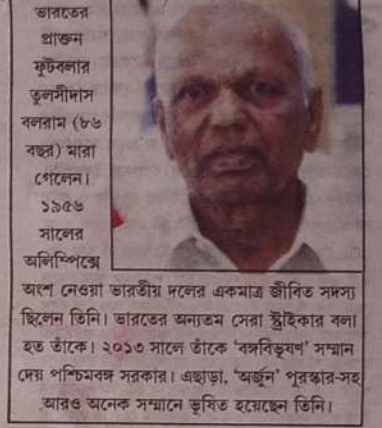 ভারতের
প্রাক্তন
ফুটবলার
তুলসীদাস
বলরাম (৮৬
বছর) মারা
গেলেন।
১৯৫৬
সালের
অলিম্পিক্সে
অংশ নেওয়া ভারতীয় দলের একমাত্র জীবিত সদস্য
ছিলেন তিনি। ভারতের অন্যতম সেরা স্ট্রাইকার বলা
হত তাঁকে। ২০১৩ সালে তাঁকে ‘বঙ্গবিভূষণ’ সম্মান
দেয় পশ্চিমবঙ্গ সরকার। এছাড়া, ‘অর্জুন’ পুরস্কার-সহ
আরও অনেক সম্মানে ভূষিত হয়েছেন তিনি।